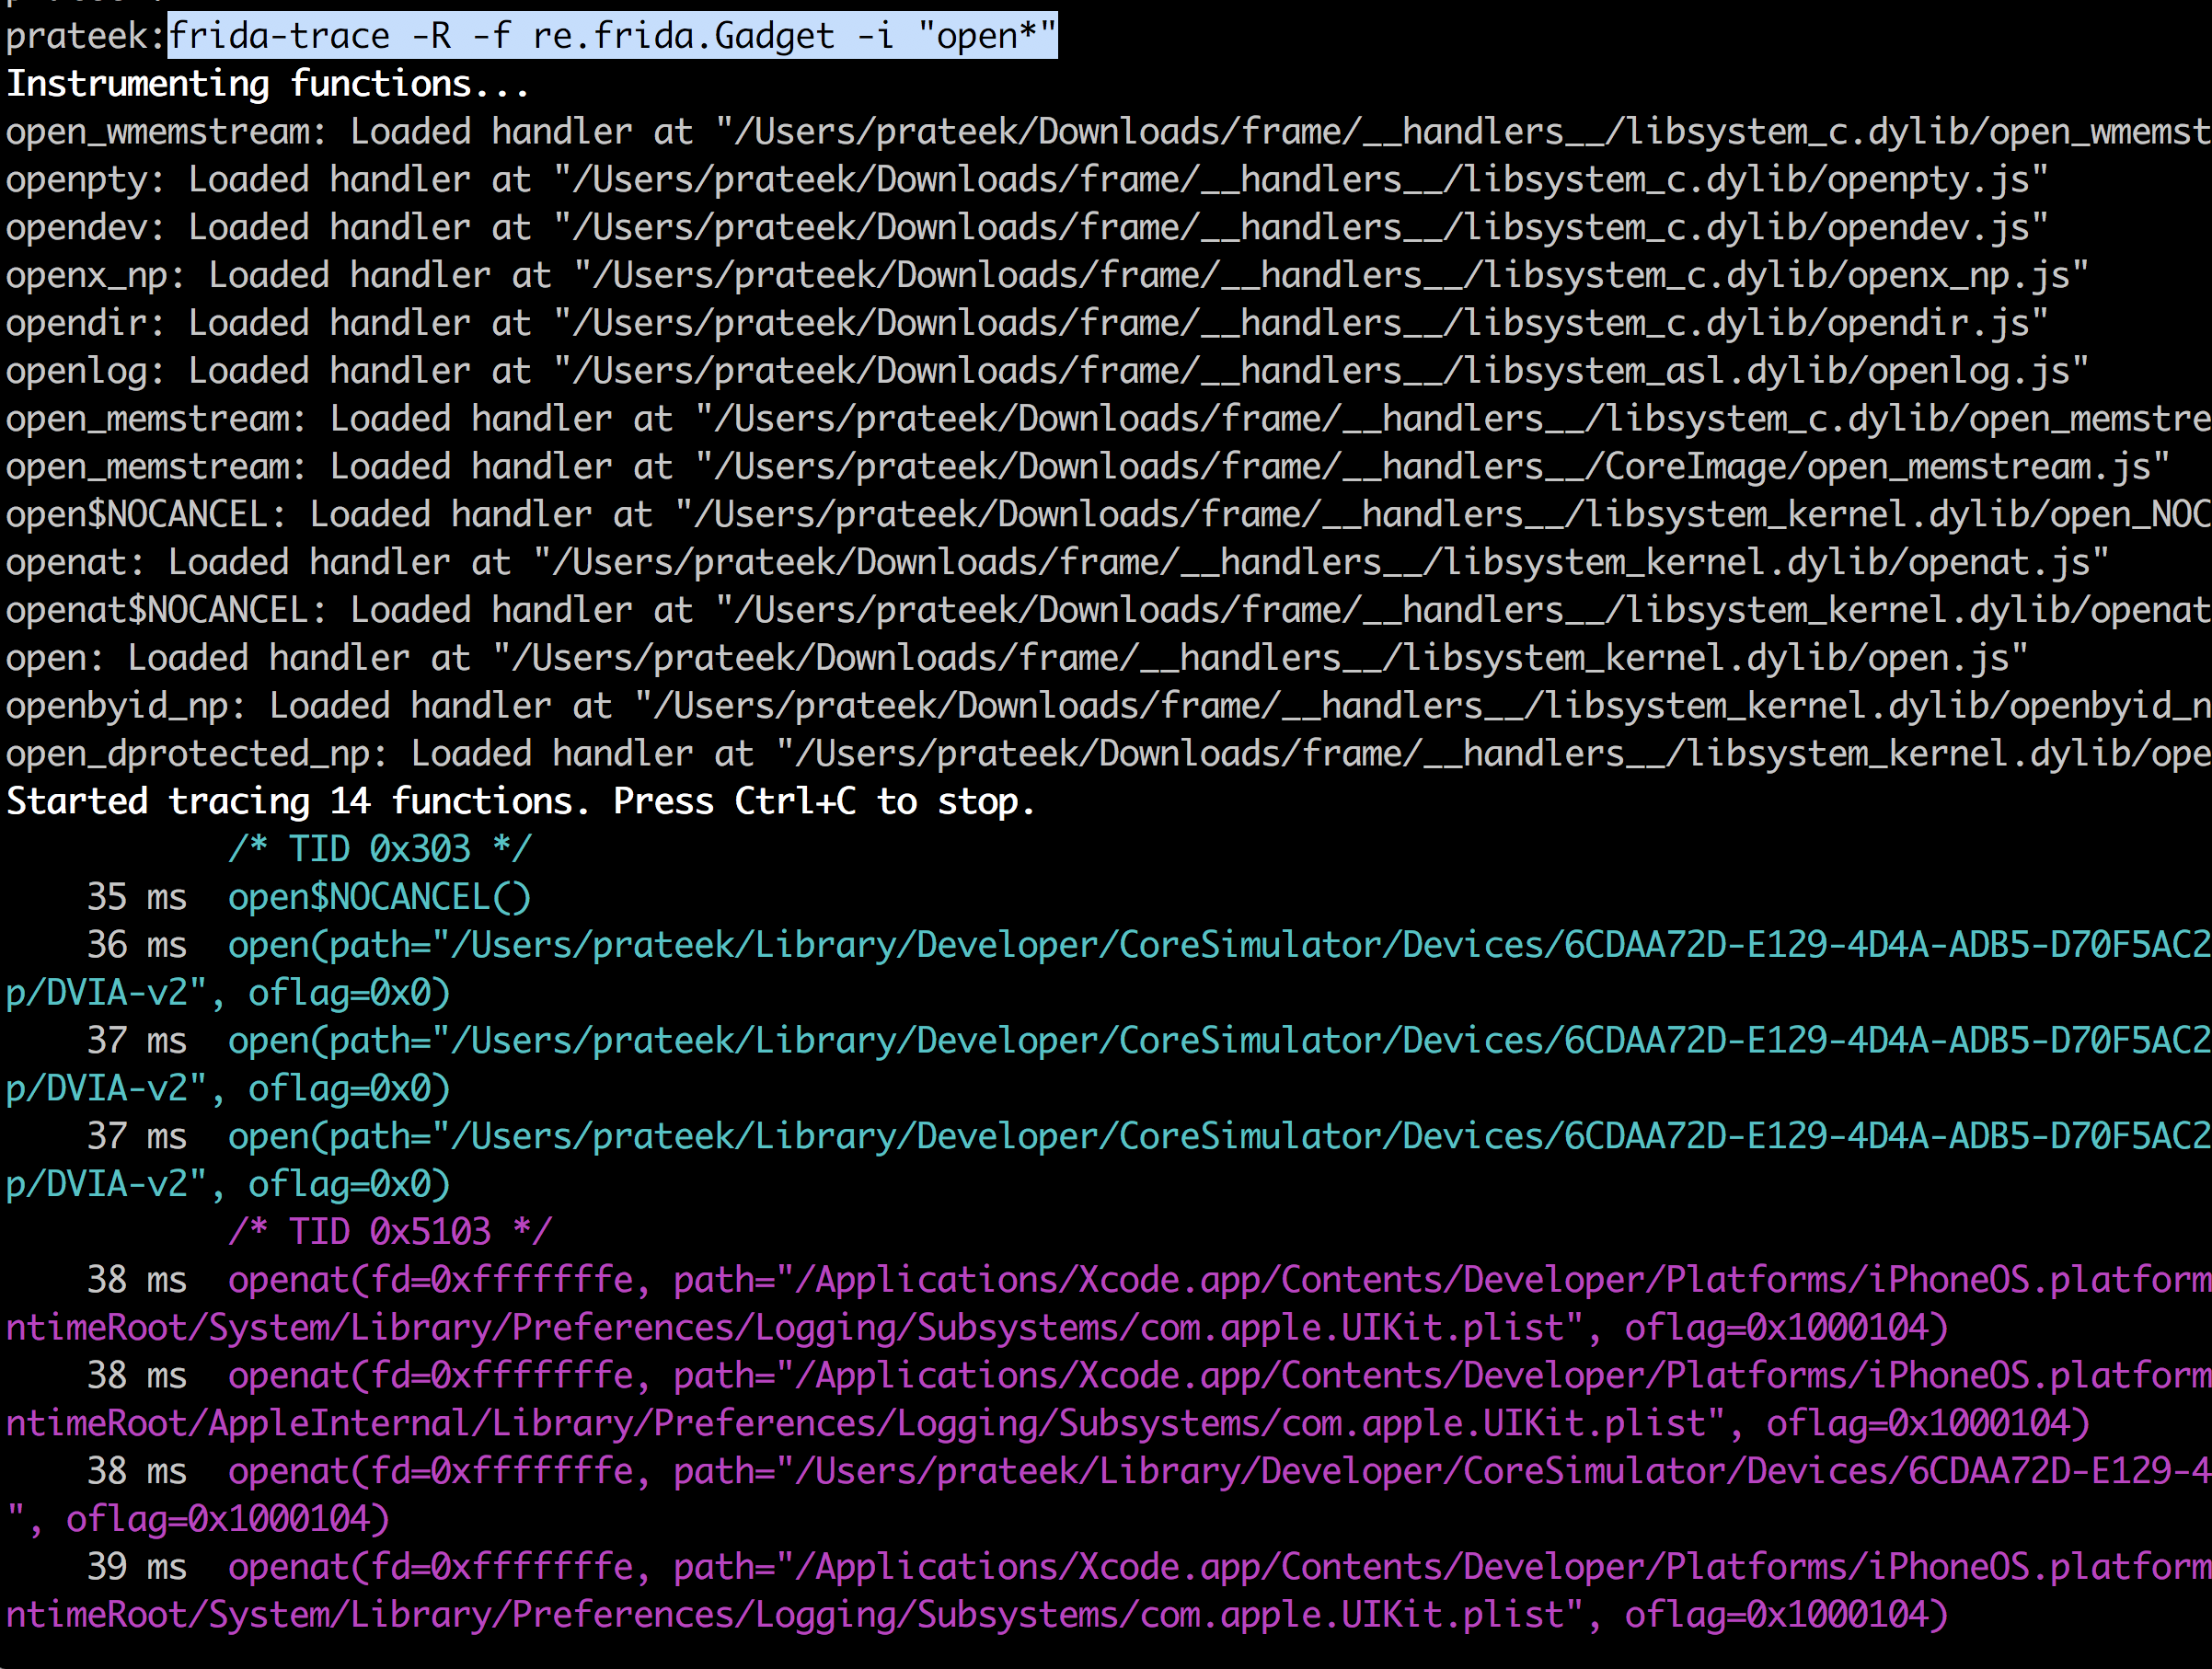 prateek:frida-trace -R -f re.frida.Gadget -i "open*"
Instrumenting functions...
open_wmemstream: Loaded handler at "/Users/prateek/Downloads/frame/__handlers__/libsystem_c.dylib/open_wmemst
openpty: Loaded handler at "/Users/prateek/Downloads/frame/__handlers__/libsystem_c.dylib/openpty.js"
opendev: Loaded handler at "/Users/prateek/Downloads/frame/__handlers__/libsystem_c.dylib/opendev.js"
openx_np: Loaded handler at "/Users/prateek/Downloads/frame/__handlers__/libsystem_c.dylib/openx_np.js"
opendir: Loaded handler at "/Users/prateek/Downloads/frame/__handlers__/libsystem_c.dylib/opendir.js"
openlog: Loaded handler at "/Users/prateek/Downloads/frame/__handlers__/libsystem_asl.dylib/openlog.js"
open_memstream: Loaded handler at "/Users/prateek/Downloads/frame/__handlers__/libsystem_c.dylib/open_memstre
open_memstream: Loaded handler at "/Users/prateek/Downloads/frame/__handlers__/CoreImage/open_memstream.js"
open$NOCANCEL: Loaded handler at "/Users/prateek/Downloads/frame/__handlers__/libsystem_kernel.dylib/open_NOC
openat: Loaded handler at "/Users/prateek/Downloads/frame/__handlers__/libsystem_kernel.dylib/openat.js"
openat$NOCANCEL: Loaded handler at "/Users/prateek/Downloads/frame/__handlers__/libsystem_kernel.dylib/openat
open: Loaded handler at "/Users/prateek/Downloads/frame/__handlers__/libsystem_kernel.dylib/open.js"
openbyid_np: Loaded handler at "/Users/prateek/Downloads/frame/__handlers__/libsystem_kernel.dylib/openbyid_n
open_dprotected_np: Loaded handler at "/Users/prateek/Downloads/frame/__handlers__/libsystem_kernel.dylib/ope
Started tracing 14 functions. Press Ctrl+C to stop.
/* TID 0x303 */
35 ms  open$NOCANCEL()
36 ms  open(path="/Users/prateek/Library/Developer/CoreSimulator/Devices/6CDAA72D-E129-4D4A-ADB5-D70F5AC2
p/DVIA-v2", oflag=0x0)
37 ms  open(path="/Users/prateek/Library/Developer/CoreSimulator/Devices/6CDAA72D-E129-4D4A-ADB5-D70F5AC2
p/DVIA-v2", oflag=0x0)
37 ms  open(path="/Users/prateek/Library/Developer/CoreSimulator/Devices/6CDAA72D-E129-4D4A-ADB5-D70F5AC2
p/DVIA-v2", oflag=0x0)
/* TID 0x5103 */
38 ms  openat(fd=0xfffffffe, path="/Applications/Xcode.app/Contents/Developer/Platforms/iPhoneOS.platform
ntimeRoot/System/Library/Preferences/Logging/Subsystems/com.apple.UIKit.plist", oflag=0x1000104)
38 ms  openat(fd=0xfffffffe, path="/Applications/Xcode.app/Contents/Developer/Platforms/iPhoneOS.platform
ntimeRoot/AppleInternal/Library/Preferences/Logging/Subsystems/com.apple.UIKit.plist", oflag=0x1000104)
38 ms  openat(fd=0xfffffffe, path="/Users/prateek/Library/Developer/CoreSimulator/Devices/6CDAA72D-E129-4
", oflag=0x1000104)
39 ms  openat(fd=0xfffffffe, path="/Applications/Xcode.app/Contents/Developer/Platforms/iPhoneOS.platform
ntimeRoot/System/Library/Preferences/Logging/Subsystems/com.apple.UIKit.plist", oflag=0x1000104)